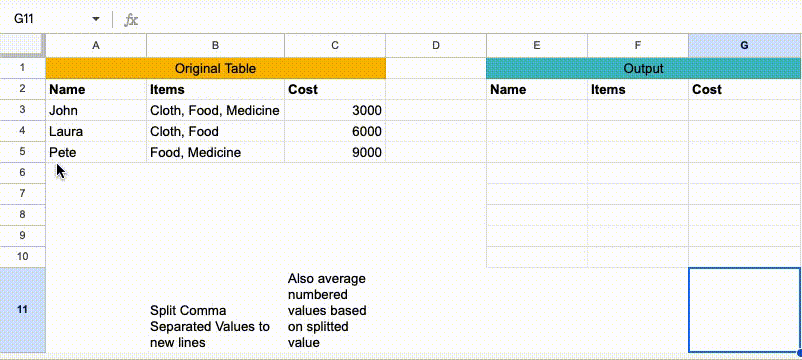 G11 fx
A B C D E F G
1 Original Table Output
2 Name Items Cost Name Items Cost
3 John Cloth, Food, Medicine 3000
4 Laura Cloth, Food 6000
5 Pete Food, Medicine 9000
6
7
8
9
10
11
Split Comma
Separated Values to
new lines
Also average
numbered
values based
on splitted
value